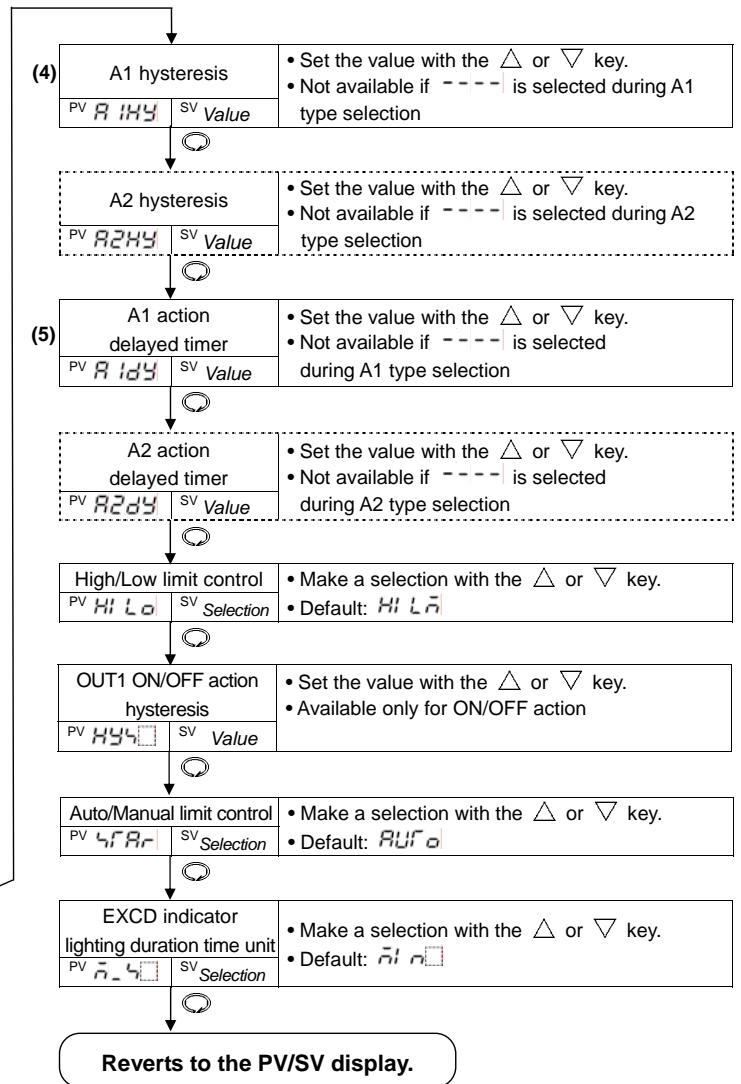 (4)
A1 hysteresis
PV A1HY SV Value
• Set the value with the △ or ▽ key.
• Not available if ---- is selected during A1
type selection
A2 hysteresis
PV A2HY SV Value
• Set the value with the △ or ▽ key.
• Not available if ---- is selected during A2
type selection
(5)
A1 action
delayed timer
PV A1dY SV Value
• Set the value with the △ or ▽ key.
• Not available if ---- is selected
during A1 type selection
A2 action
delayed timer
PV A2dY SV Value
• Set the value with the △ or ▽ key.
• Not available if ---- is selected
during A2 type selection
High/Low limit control
PV HILo SV Selection
• Make a selection with the △ or ▽ key.
• Default: HILM
OUT1 ON/OFF action
hysteresis
PV HYS□ SV Value
• Set the value with the △ or ▽ key.
• Available only for ON/OFF action
Auto/Manual limit control
PV STAr SV Selection
• Make a selection with the △ or ▽ key.
• Default: AUTo
EXCD indicator
lighting duration time unit
PV M_S□ SV Selection
• Make a selection with the △ or ▽ key.
• Default: MIn□
Reverts to the PV/SV display.